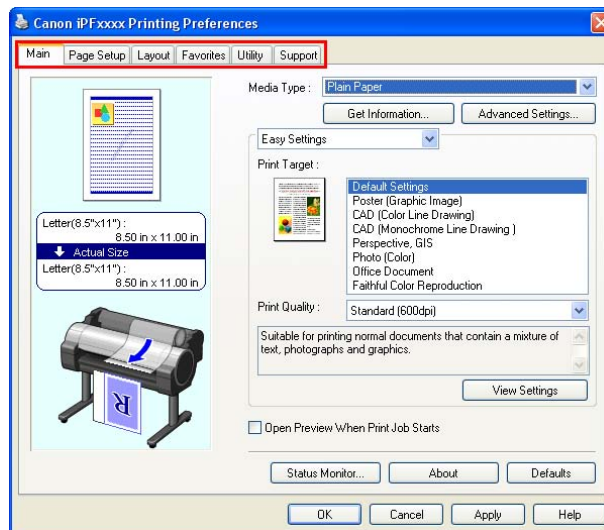 Canon iPFxxxx Printing Preferences
Main Page Setup Layout Favorites Utility Support
Media Type : Plain Paper
Get Information... Advanced Settings...
Easy Settings
Print Target :
Default Settings
Poster (Graphic Image)
CAD (Color Line Drawing)
CAD (Monochrome Line Drawing )
Perspective, GIS
Photo (Color)
Office Document
Faithful Color Reproduction
Letter(8.5"x11") :
8.50 in x 11.00 in
Actual Size
Letter(8.5"x11") :
8.50 in x 11.00 in
R
Print Quality : Standard (600dpi)
Suitable for printing normal documents that contain a mixture of
text, photographs and graphics.
View Settings
Open Preview When Print Job Starts
Status Monitor... About Defaults
OK Cancel Apply Help